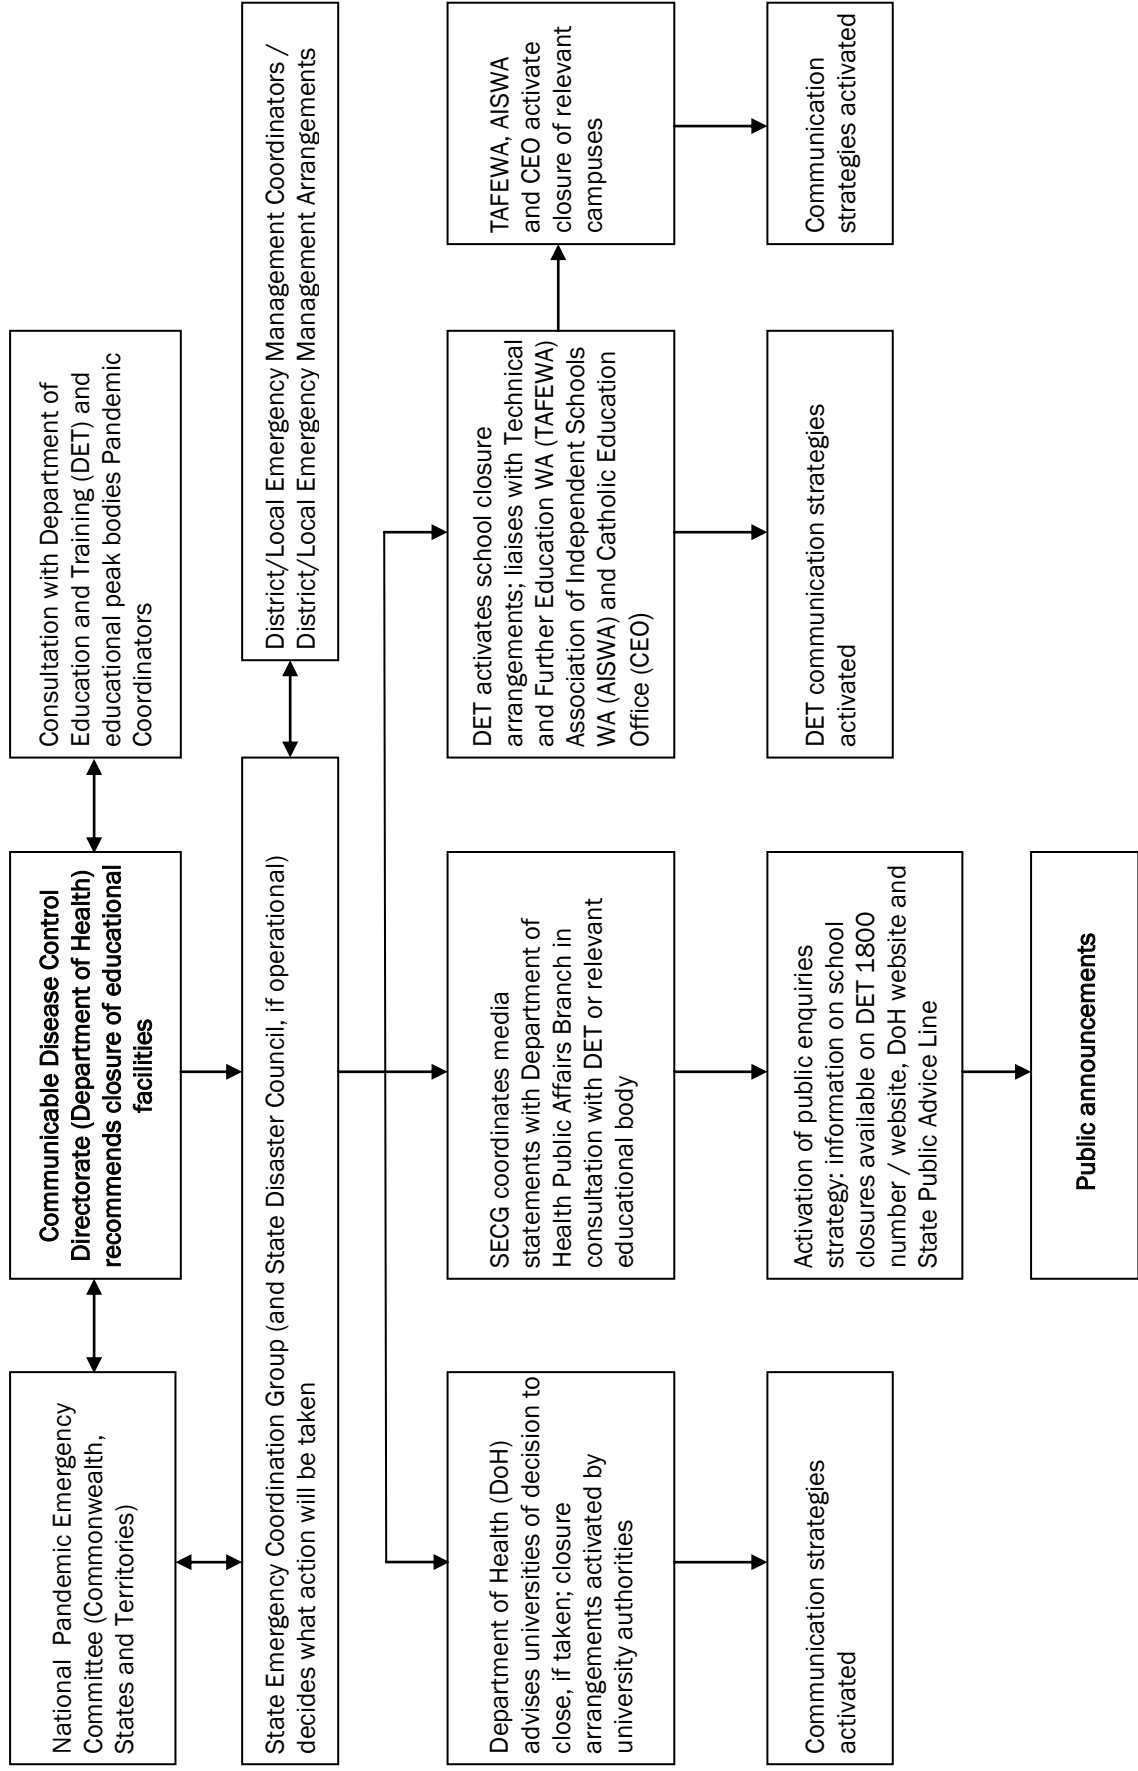 National  Pandemic Emergency
Committee (Commonwealth,
States and Territories)
Communicable Disease Control
Directorate (Department of Health)
recommends closure of educational
facilities
Consultation with Department of
Education and Training (DET) and
educational peak bodies Pandemic
Coordinators
State Emergency Coordination Group (and State Disaster Council, if operational)
decides what action will be taken
District/Local Emergency Management Coordinators /
District/Local Emergency Management Arrangements
Department of Health (DoH)
advises universities of decision to
close, if taken; closure
arrangements activated by
university authorities
SECG coordinates media
statements with Department of
Health Public Affairs Branch in
consultation with DET or relevant
educational body
DET activates school closure
arrangements; liaises with Technical
and Further Education WA (TAFEWA)
Association of Independent Schools
WA (AISWA) and Catholic Education
Office (CEO)
TAFEWA, AISWA
and CEO activate
closure of relevant
campuses
Communication strategies
activated
Activation of public enquiries
strategy: information on school
closures available on DET 1800
number / website, DoH website and
State Public Advice Line
DET communication strategies
activated
Communication
strategies activated
Public announcements